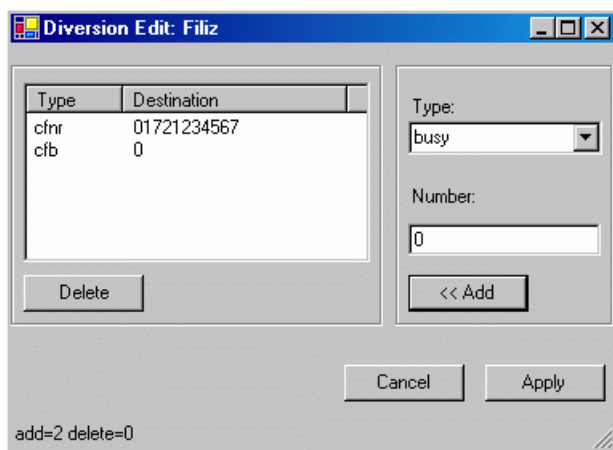 Diversion Edit: Filiz
Type Destination
cfnr 01721234567
cfb 0
Delete
Type:
busy
Number:
0
<< Add
Cancel Apply
add=2 delete=0